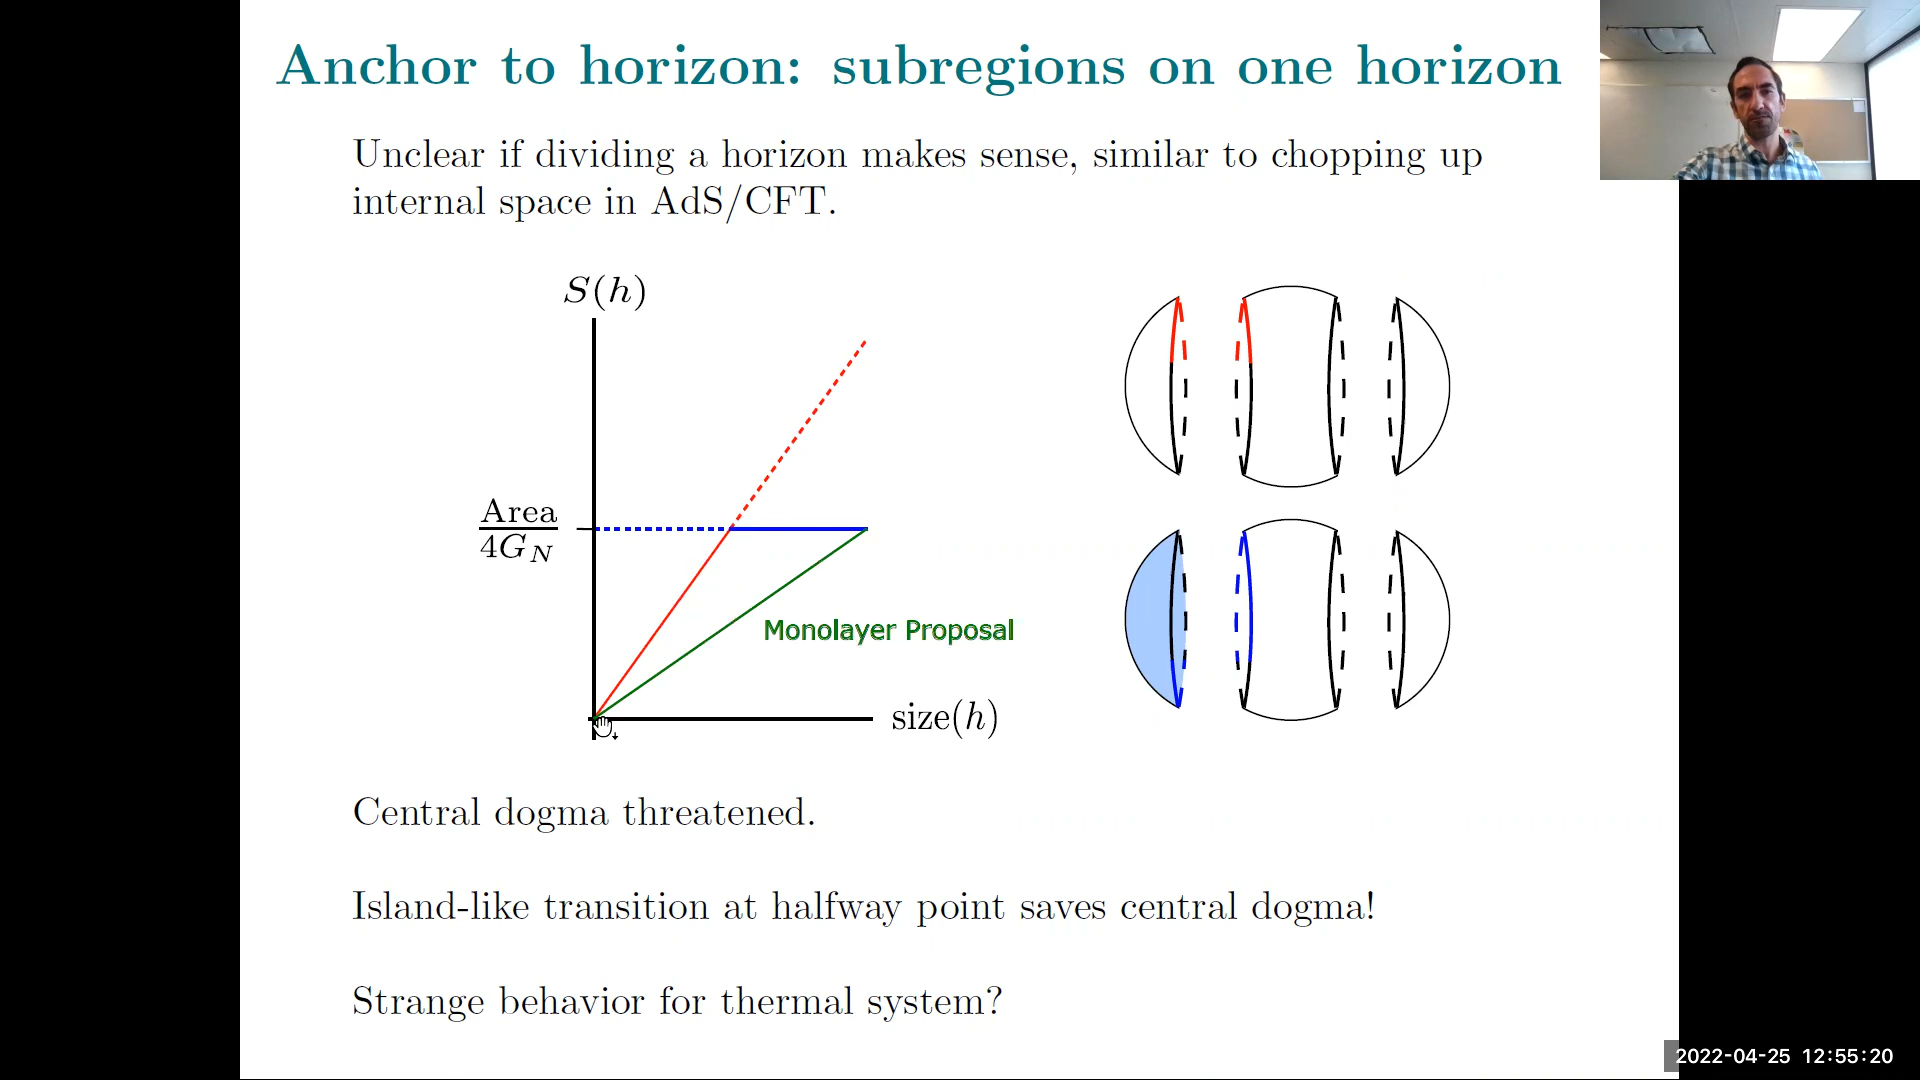 Anchor to horizon: subregions on one horizon
Unclear if dividing a horizon makes sense, similar to chopping up
internal space in AdS/CFT.
S(h)
Area
4G_N
Monolayer Proposal
size(h)
Central dogma threatened.
Island-like transition at halfway point saves central dogma!
Strange behavior for thermal system?
2022-04-25 12:55:20